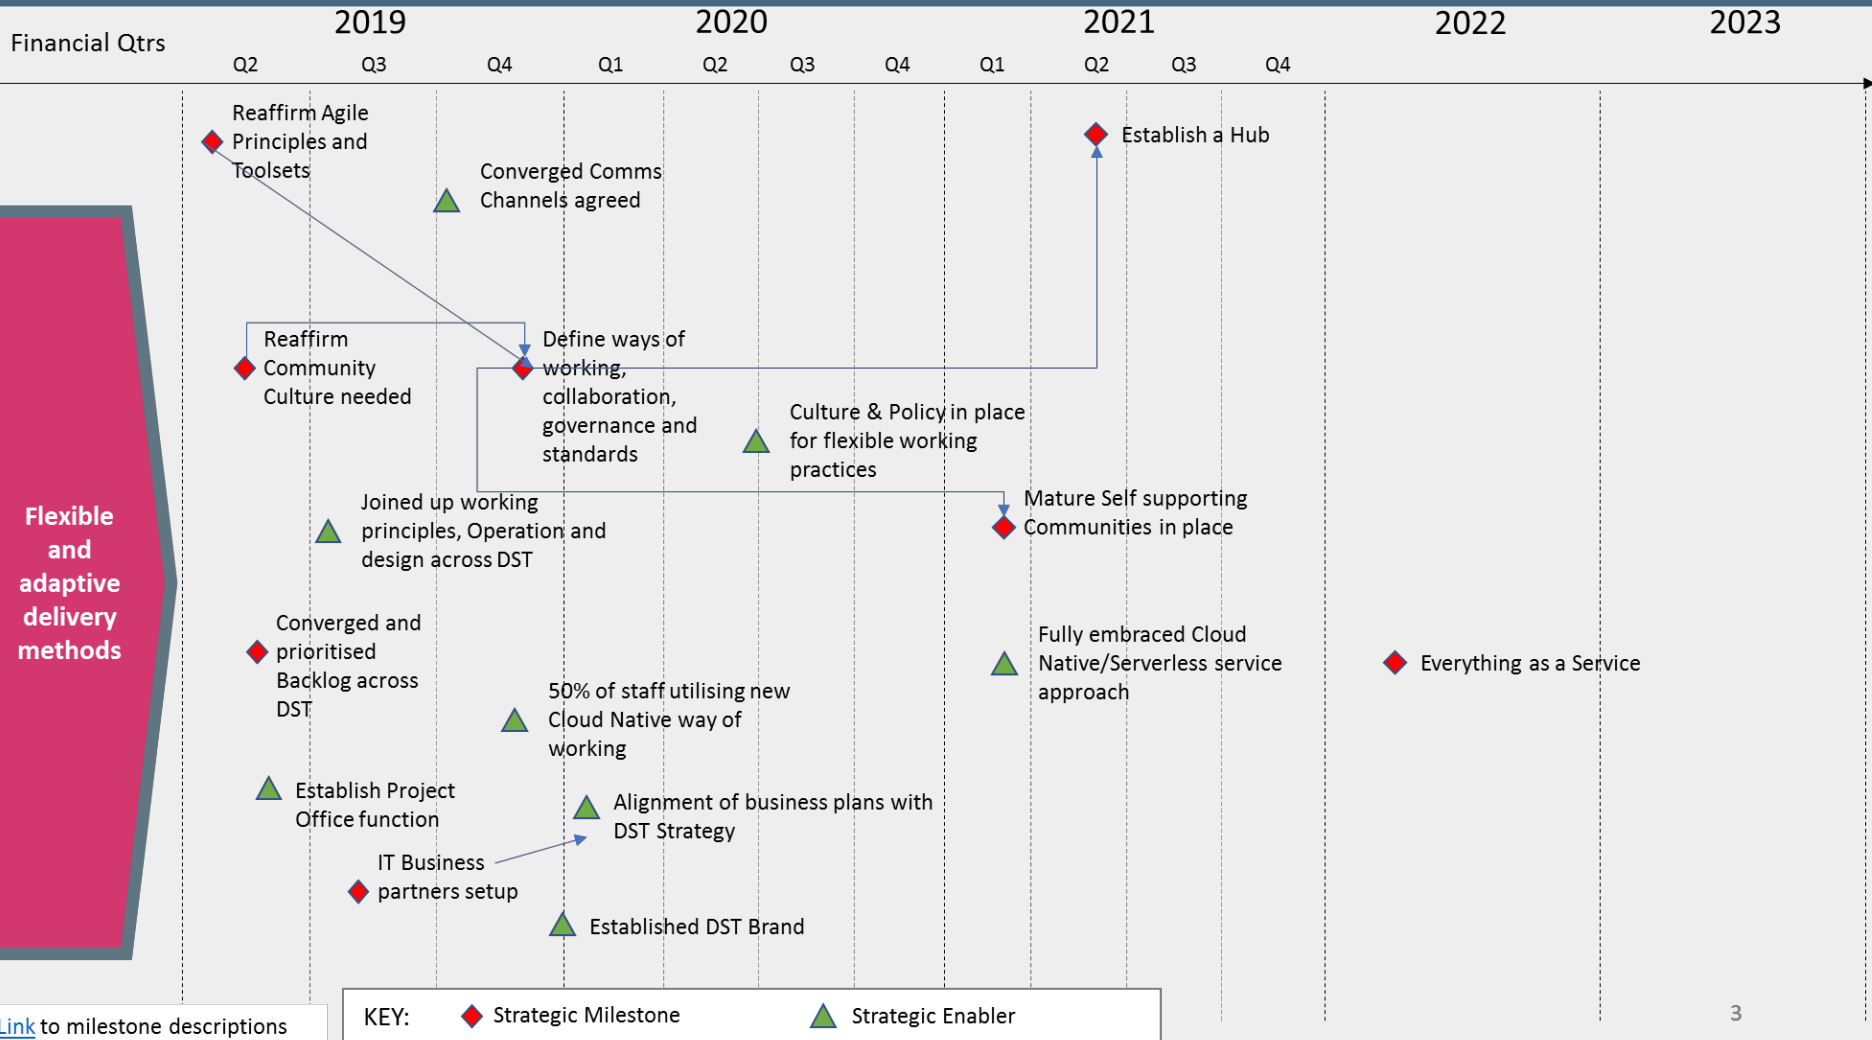 Financial Qtrs
2019
2020
2021
2022
2023
Q2
Q3
Q4
Q1
Q2
Q3
Q4
Q1
Q2
Q3
Q4
Reaffirm Agile
Principles and
Toolsets
Converged Comms
Channels agreed
Establish a Hub
Reaffirm
Community
Culture needed
Define ways of
working,
collaboration,
governance and
standards
Culture & Policy in place
for flexible working
practices
Joined up working
principles, Operation and
design across DST
Mature Self supporting
Communities in place
Flexible
and
adaptive
delivery
methods
Converged and
prioritised
Backlog across
DST
Fully embraced Cloud
Native/Serverless service
approach
Everything as a Service
50% of staff utilising new
Cloud Native way of
working
Establish Project
Office function
Alignment of business plans with
DST Strategy
IT Business
partners setup
Established DST Brand
Link to milestone descriptions
KEY:
Strategic Milestone
Strategic Enabler
3